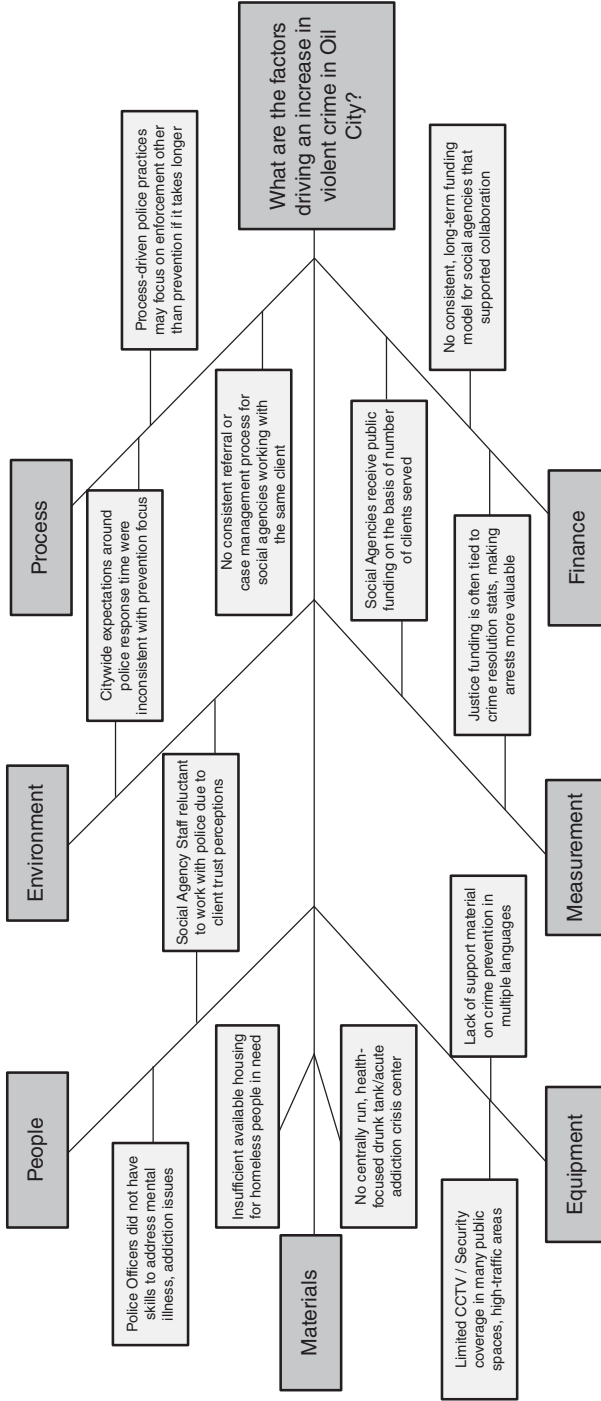 People
Environment
Process
Police Officers did not have
skills to address mental
illness, addiction issues
Social Agency Staff reluctant
to work with police due to
client trust perceptions
Citywide expectations around
police response time were
inconsistent with prevention focus
Process-driven police practices
may focus on enforcement other
than prevention if it takes longer
No consistent referral or
case management process for
social agencies working with
the same client
Insufficient available housing
for homeless people in need
Materials
No centrally run, health-
focused drunk tank/acute
addiction crisis center
What are the factors
driving an increase in
violent crime in Oil
City?
Social Agencies receive public
funding on the basis of number
of clients served
No consistent, long-term funding
model for social agencies that
supported collaboration
Lack of support material
on crime prevention in
multiple languages
Justice funding is often tied to
crime resolution stats, making
arrests more valuable
Limited CCTV / Security
coverage in many public
spaces, high-traffic areas
Equipment
Measurement
Finance